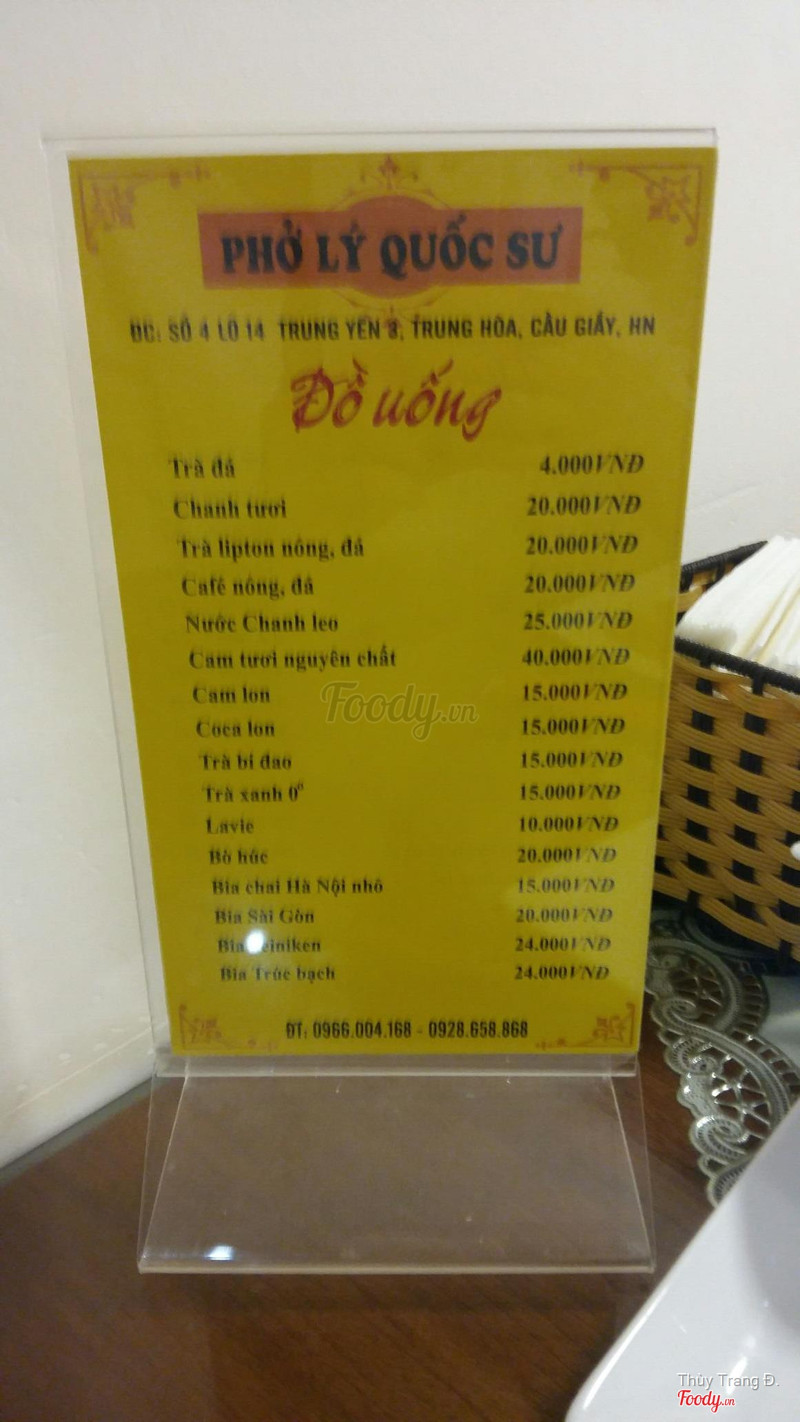 PHỞ LÝ QUỐC SƯ
ĐC: SỐ 4 LÔ 14 TRUNG YÊN 8, TRUNG HÒA, CẦU GIẤY, HN
Đồ uống
Trà đá 4.000VNĐ
Chanh tươi 20.000VNĐ
Trà lipton nóng, đá 20.000VNĐ
Café nóng, đá 20.000VNĐ
Nước Chanh leo 25.000VNĐ
Cam tươi nguyên chất 40.000VNĐ
Cam lon 15.000VNĐ
Foody.vn
Coca lon 15.000VNĐ
Trà bí đao 15.000VNĐ
Trà xanh 0⁰ 15.000VNĐ
Lavie 10.000VNĐ
Bò húc 20.000VNĐ
Bia chai Hà Nội nhỏ 15.000VNĐ
Bia Sài Gòn 20.000VNĐ
Bia Heiniken 24.000VNĐ
Bia Trúc bạch 24.000VNĐ
ĐT: 0966.004.168 - 0928.658.868
Thùy Trang Đ.
Foody.vn